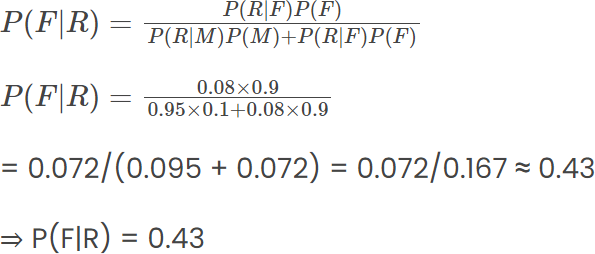 P(F|R) = P(R|F)P(F) / P(R|M)P(M)+P(R|F)P(F)
P(F|R) = 0.08×0.9 / 0.95×0.1+0.08×0.9
= 0.072/(0.095 + 0.072) = 0.072/0.167 ≈ 0.43
⇒ P(F|R) = 0.43